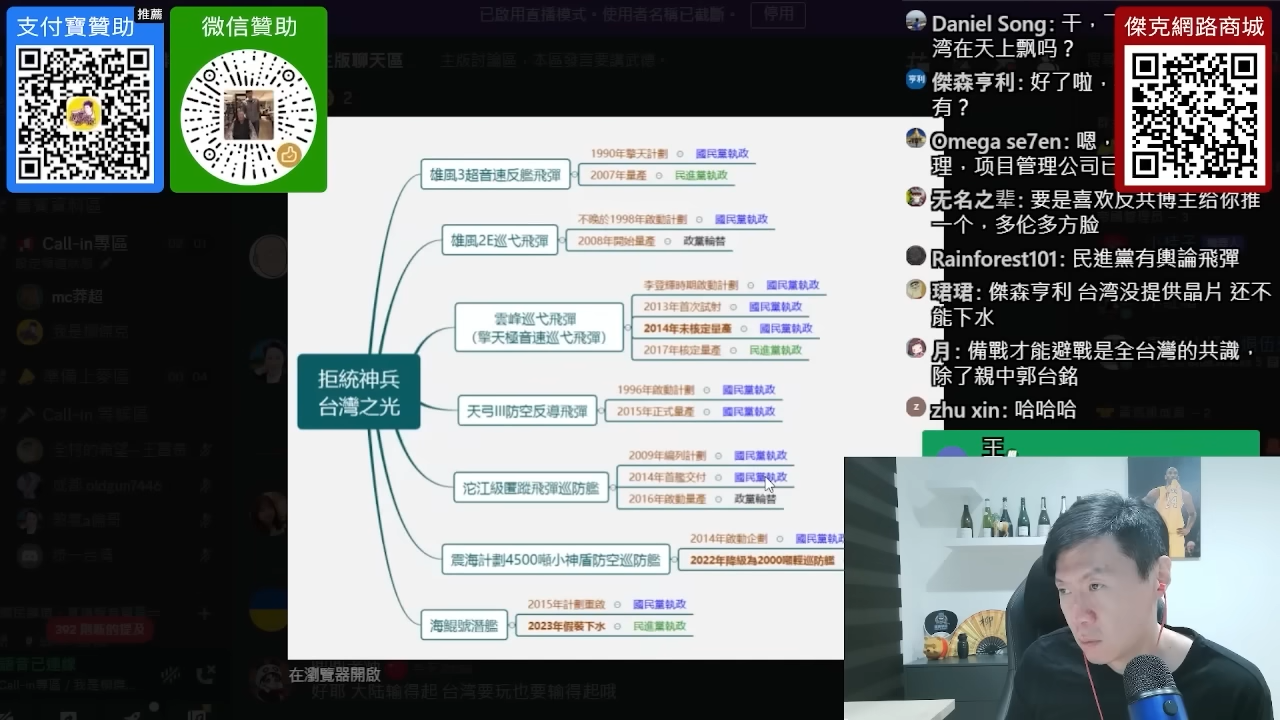 支付寶贊助
推薦
微信贊助
傑克網路商城
已啟用直播模式。使用者名稱已截斷。
停用
Call-in專區
mc莽超
Call-in 等候區
雄風3超音速反艦飛彈
1990年擎天計劃
國民黨執政
2007年量產
民進黨執政
雄風2E巡弋飛彈
不晚於1998年啟動計劃
國民黨執政
2008年開始量產
政黨輪替
雲峰巡弋飛彈
(擎天極音速巡弋飛彈)
李登輝時期啟動計劃
國民黨執政
2013年首次試射
國民黨執政
2014年未核定量產
國民黨執政
2017年核定量產
民進黨執政
拒統神兵
台灣之光
天弓III防空反導飛彈
1996年啟動計劃
國民黨執政
2015年正式量產
國民黨執政
沱江級匿蹤飛彈巡防艦
2009年編列計劃
國民黨執政
2014年首艦交付
國民黨執政
2016年啟動量產
政黨輪替
震海計劃4500噸小神盾防空巡防艦
2014年啟動企劃
國民黨執政
2022年降級為2000噸輕巡防艦
海鯤號潛艦
2015年計劃重啟
國民黨執政
2023年假裝下水
民進黨執政
在瀏覽器開啟
好耶 大陆输得起 台湾要玩也要输得起哦
Daniel Song: 干，
湾在天上飘吗？
傑森亨利: 好了啦，
有？
Omega se7en: 嗯，
理，项目管理公司已
无名之辈: 要是喜欢反共博主给你推
一个，多伦多方脸
Rainforest101: 民進黨有輿論飛彈
珺珺: 傑森亨利 台湾没提供晶片 还不
能下水
月: 備戰才能避戰是全台灣的共識，
除了親中郭台銘
zhu xin: 哈哈哈
王